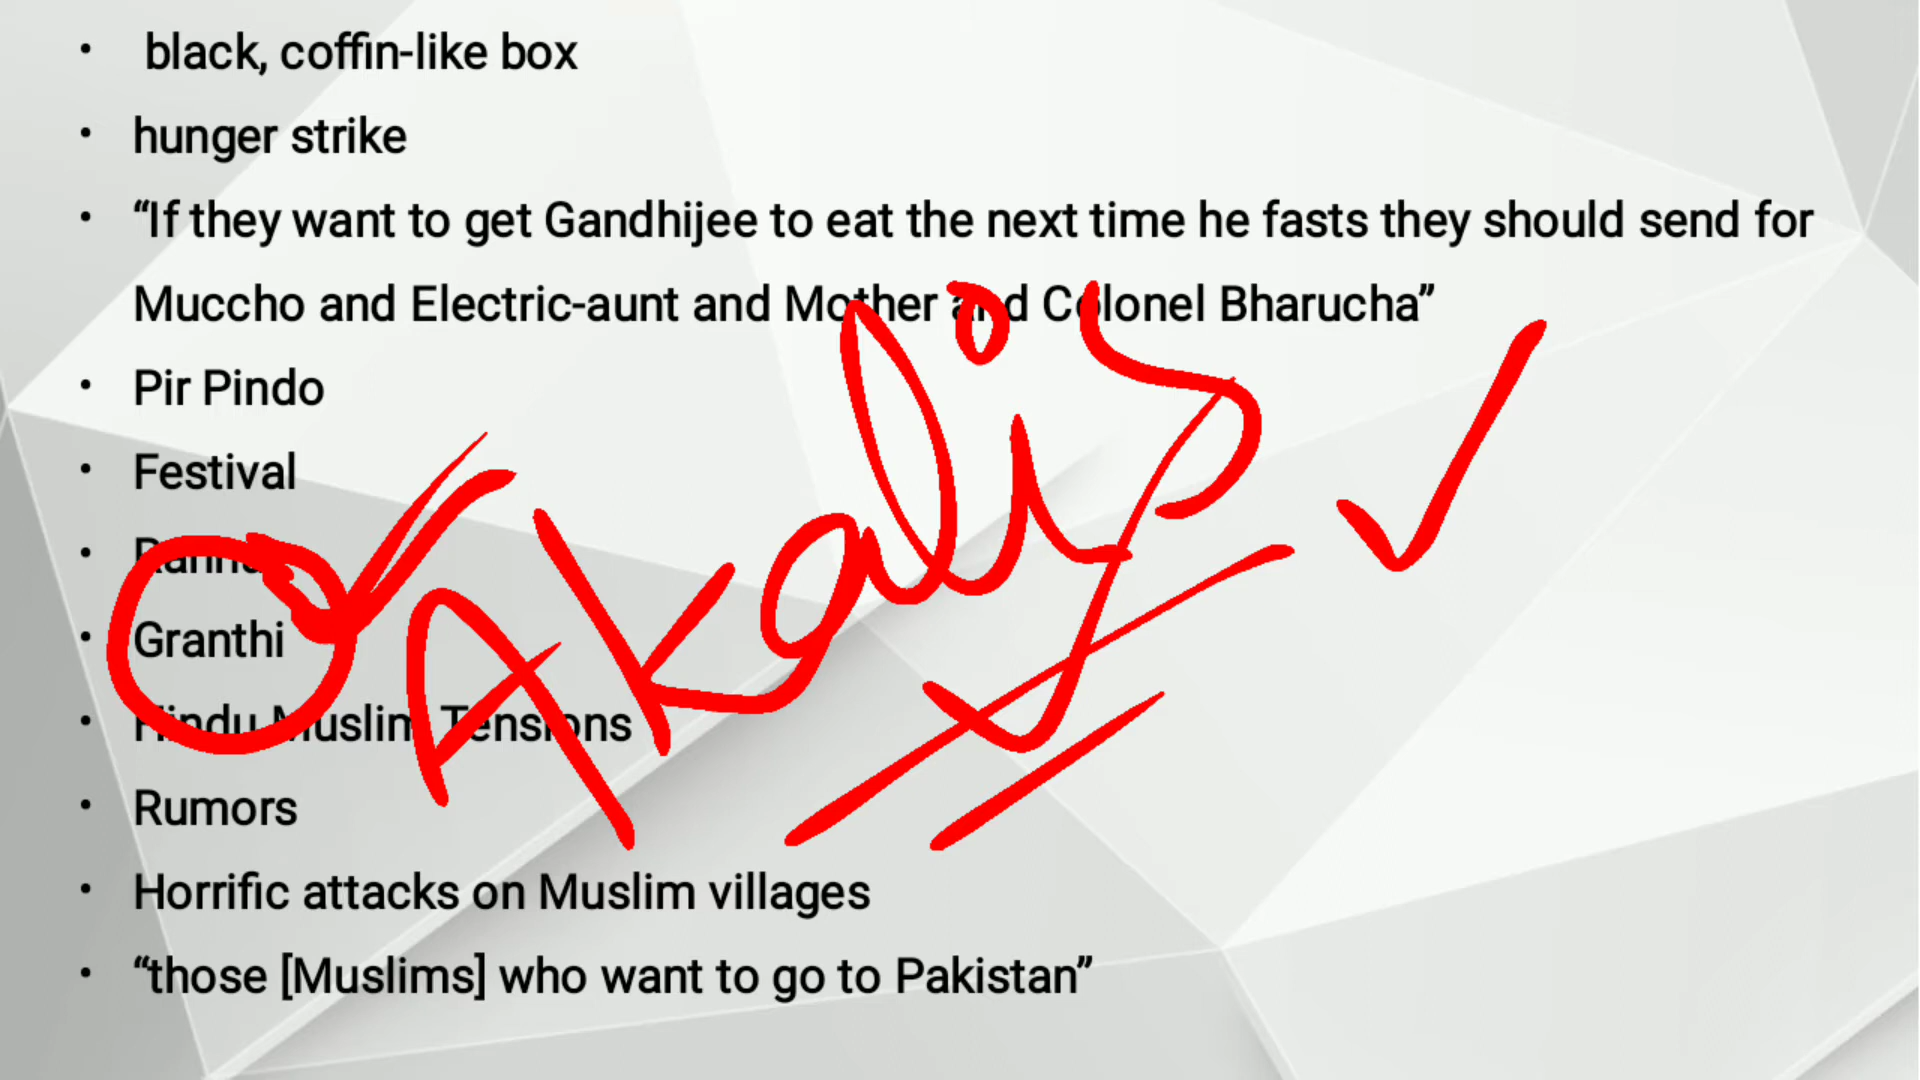 • black, coffin-like box
• hunger strike
• “If they want to get Gandhijee to eat the next time he fasts they should send for
Muccho and Electric-aunt and Mother and Colonel Bharucha”
• Pir Pindo
• Festival
• Ranna
• Granthi
Akalis
• Hindu Muslim Tensions
• Rumors
• Horrific attacks on Muslim villages
• “those [Muslims] who want to go to Pakistan”